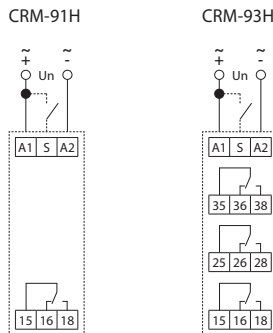 CRM-91H
CRM-93H
~ ~
+ -
Un
~ ~
+ -
Un
A1 S A2
A1 S A2
35 36 38
25 26 28
15 16 18
15 16 18